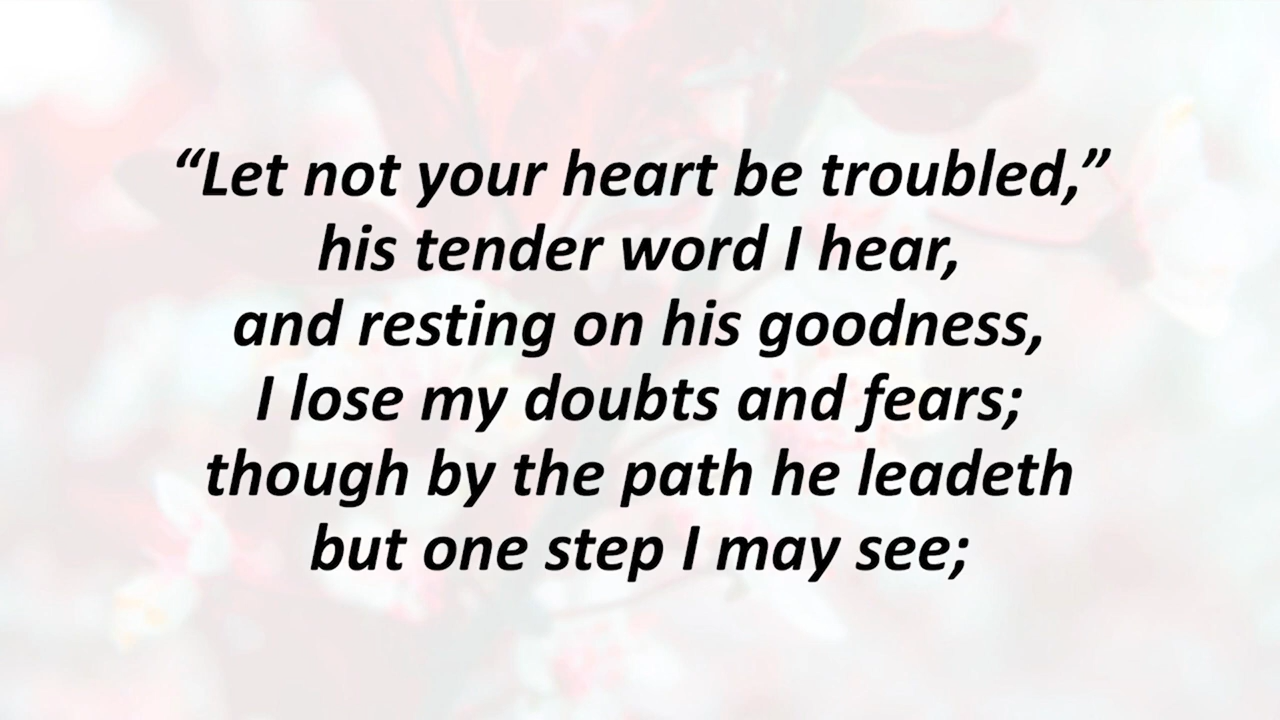 “Let not your heart be troubled,”
his tender word I hear,
and resting on his goodness,
I lose my doubts and fears;
though by the path he leadeth
but one step I may see;